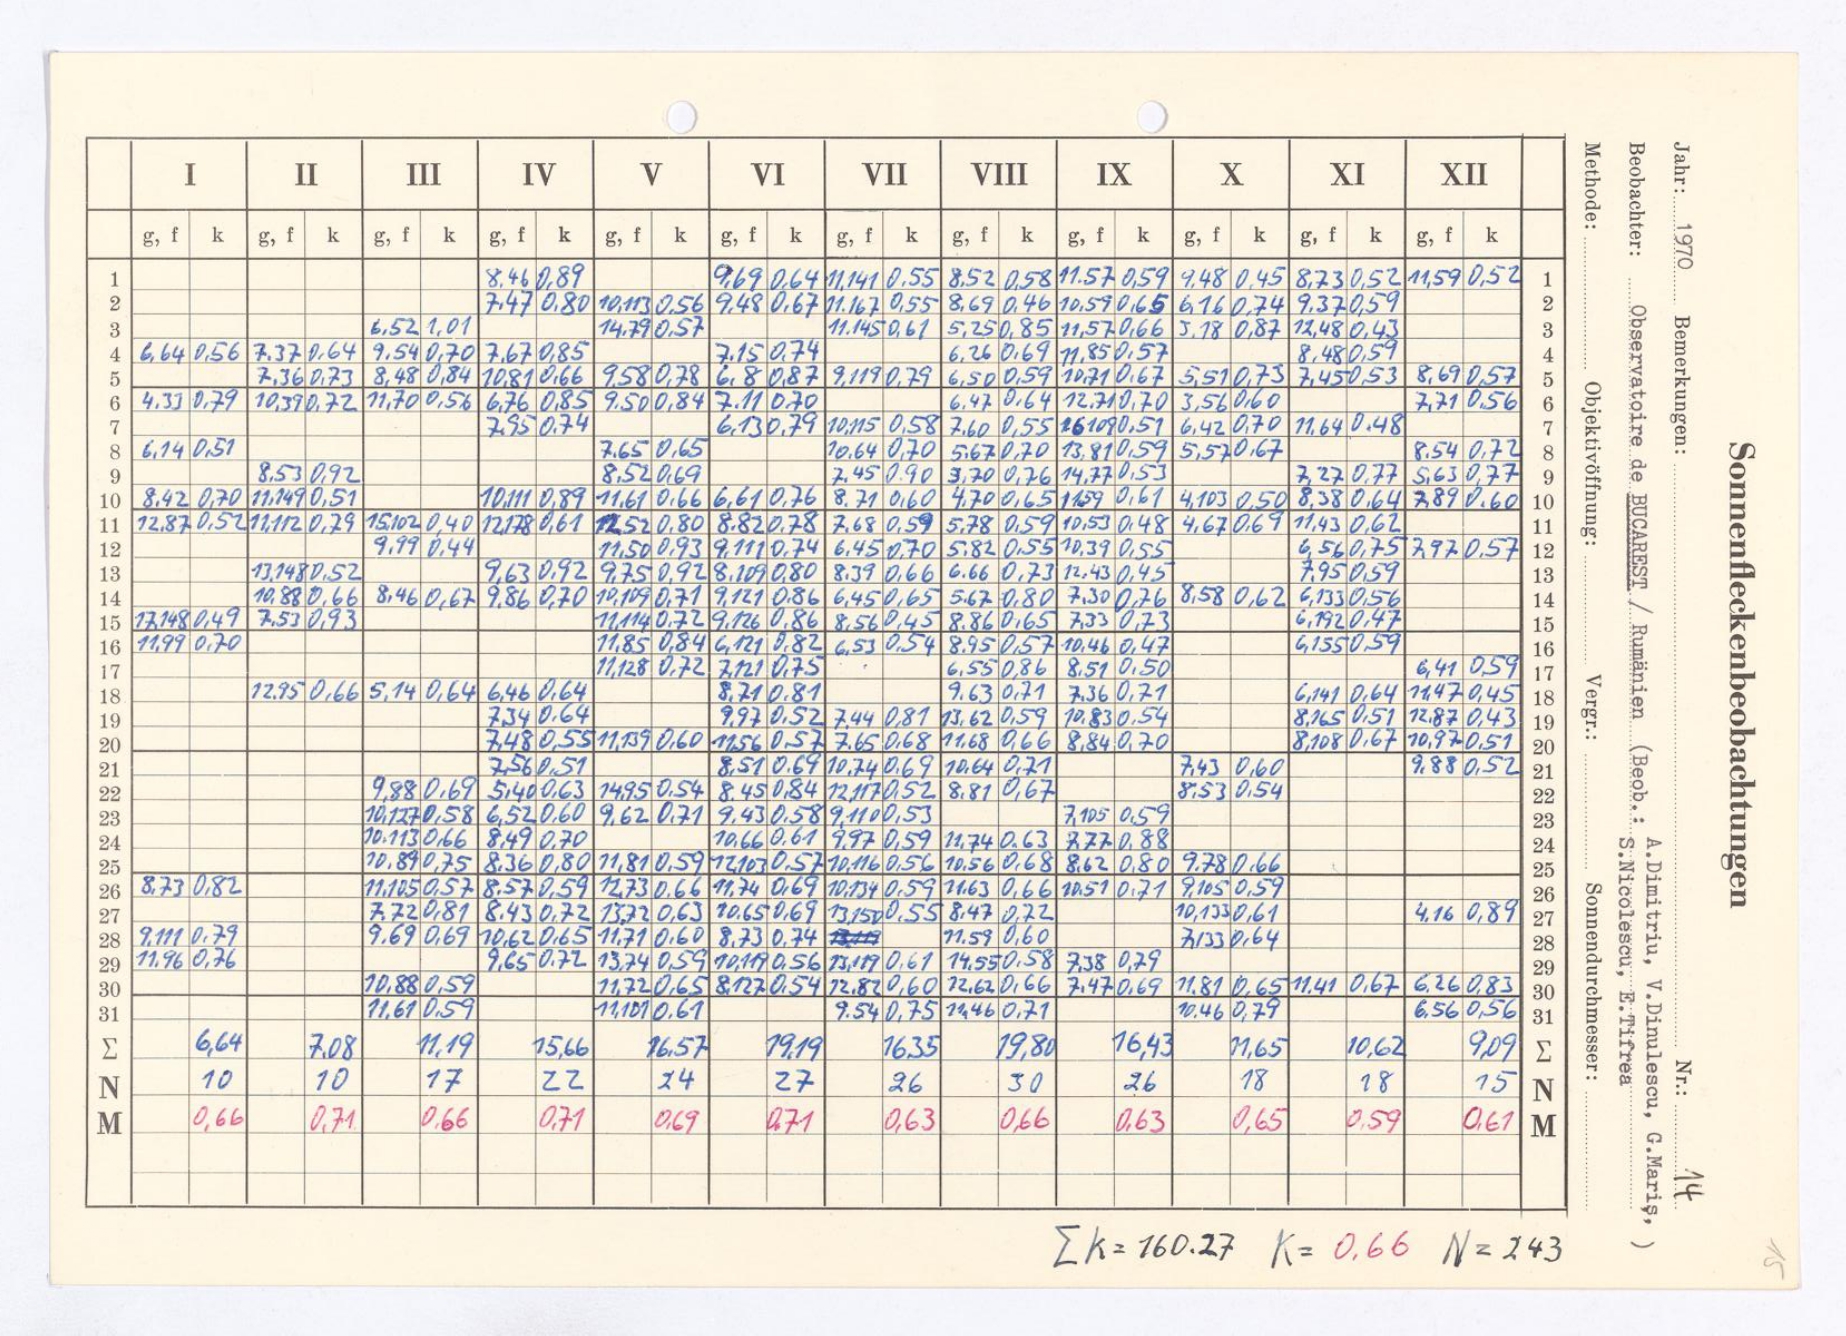 I II III IV V VI VII VIII IX X XI XII
g, f k g, f k g, f k g, f k g, f k g, f k g, f k g, f k g, f k g, f k g, f k g, f k
1 8.46 0,89 9,69 0,64 11,141 0.55 8.52 0,58 11.57 0,59 9.48 0,45 8,73 0,52 11,59 0,52 1
2 7.47 0,80 10,113 0,56 9,48 0,67 11.167 0,55 8.69 0.46 10.59 0,65 6,16 0,74 9.37 0,59 2
3 6,52 1,01 14.79 0.57 11.145 0,61 5,25 0,85 11,57 0,66 3,18 0,87 12,48 0,43 3
4 6,64 0,56 7.37 0.64 9.54 0,70 7,67 0,85 7.15 0,74 6,26 0.69 11,85 0,57 8,48 0,59 4
5 7,36 0,73 8,48 0,84 10,81 0,66 9,58 0,78 6,8 0,87 9,119 0,79 6,50 0,59 10,71 0,67 5,51 0,73 7,45 0,53 8,69 0,57 5
6 4.33 0,79 10,39 0,72 11,70 0,56 6,76 0,85 9.50 0,84 7.11 0,70 6,47 0,64 12.71 0,70 3,56 0,60 7,71 0,56 6
7 7,95 0.74 6,13 0,79 10,115 0,58 7.60 0,55 16 109 0.51 6,42 0,70 11,64 0.48 7
8 6,14 0,51 7.65 0,65 10.64 0,70 5.67 0,70 13,81 0,59 5,57 0,67 8.54 0,72 8
9 8.53 0,92 8,52 0,69 7.45 0.90 3,70 0,76 14,77 0,53 7,27 0,77 5,63 0,77 9
10 8,42 0,70 11,149 0,51 10,111 0,89 11,61 0.66 6,61 0,76 8.71 0,60 4.70 0,65 11.59 0,61 4,103 0,50 8,38 0,64 7,89 0.60 10
11 12,87 0,52 11,112 0,79 15,102 0,40 12,178 0,61 12,52 0,80 8.82 0.78 7.68 0,59 5.78 0,59 10,53 0.48 4.67 0.69 11,43 0,62 11
12 9,99 0,44 11,50 0,93 9,111 0,74 6.45 0,70 5.82 0,55 10,39 0,55 6,56 0,75 7,97 0,57 12
13 13,148 0,52 9,63 0,92 9,75 0,92 8.109 0,80 8.39 0,66 6.66 0,73 12.43 0,45 7,95 0,59 13
14 10,88 0,66 8,46 0,67 9,86 0,70 10,109 0,71 9,121 0,86 6,45 0,65 5.67 0,80 7,30 0,76 8,58 0,62 6,133 0,56 14
15 17,148 0,49 7.53 0,93 11,114 0,72 9,126 0,86 8,56 0,45 8.86 0,65 7,33 0,73 6,192 0,47 15
16 11,99 0,70 11,85 0,84 6,121 0,82 6,53 0,54 8.95 0,57 10.46 0,47 6,155 0,59 16
17 11,128 0,72 7,121 0,75 6,55 0,86 8,51 0,50 6,41 0,59 17
18 12.95 0,66 5,14 0,64 6,46 0,64 8,71 0,81 9.63 0,71 7,36 0,71 6,141 0,64 11,47 0,45 18
19 7,34 0,64 9,97 0,52 7,44 0,81 13,62 0,59 10.83 0,54 8,165 0,51 12,87 0,43 19
20 7,48 0,55 11,139 0,60 11,56 0,57 7.65 0,68 11,68 0,66 8,84 0,70 8,108 0,67 10,97 0,51 20
21 7,56 0,51 8,51 0,69 10,74 0,69 10,64 0,71 7,43 0,60 9,88 0,52 21
22 9,88 0,69 5,40 0,63 14,95 0,54 8.45 0,84 12,117 0,52 8.81 0,67 8.53 0,54 22
23 10,127 0,58 6,52 0,60 9,62 0,71 9.43 0,58 9,110 0,53 7,105 0,59 23
24 10.113 0,66 8,49 0,70 10.66 0.61 9,97 0,59 11,74 0.63 7,77 0,88 24
25 10.89 0,75 8.36 0,80 11,81 0,59 12,103 0,57 10,116 0,56 10.56 0,68 8.62 0,80 9.78 0.66 25
26 8,73 0,82 11,105 0,57 8.57 0,59 12,73 0.66 11,74 0,69 10,134 0,59 11.63 0,66 10.51 0,71 9,105 0,59 26
27 7.72 0,81 8.43 0,72 13,72 0,63 10.65 0,69 13,150 0,55 8,47 0,72 10,133 0,61 4,16 0,89 27
28 9,111 0,79 9.69 0,69 10,62 0,65 11,71 0,60 8,73 0,74 11.59 0,60 7,133 0,64 28
29 11.96 0,76 9,65 0.72 13,74 0,59 10,119 0.56 13,119 0,61 14,55 0.58 7,38 0,79 29
30 10,88 0,59 11,72 0,65 8,127 0,54 12.82 0,60 12,62 0,66 7,47 0,69 11.81 0,65 11.41 0,67 6,26 0,83 30
31 11,61 0,59 11,101 0,61 9.54 0,75 11,46 0,71 10.46 0,79 6,56 0,56 31
Σ 6,64 7,08 11,19 15,66 16.57 19,19 16.35 19,80 16,43 11,65 10,62 9,09 Σ
N 10 10 17 22 24 27 26 30 26 18 18 15 N
M 0,66 0,71 0.66 0,71 0,69 0,71 0,63 0,66 0.63 0,65 0,59 0.61 M
Σk = 160.27 K = 0,66 N = 243
Sonnenfleckenbeobachtungen
Jahr: 1970 Bemerkungen: Nr.: 14
Beobachter: Observatoire de BUCAREST / Rumänien (Beob.: A.Dimitriu, V.Dinulescu, G.Mariş,
S.Nicolescu, E.Tifrea )
Methode: Objektivöffnung: Vergr.: Sonnendurchmesser:
15